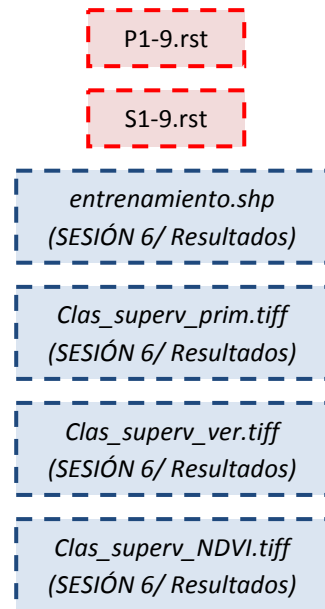 P1-9.rst
S1-9.rst
entrenamiento.shp
(SESIÓN 6/ Resultados)
Clas_superv_prim.tiff
(SESIÓN 6/ Resultados)
Clas_superv_ver.tiff
(SESIÓN 6/ Resultados)
Clas_superv_NDVI.tiff
(SESIÓN 6/ Resultados)